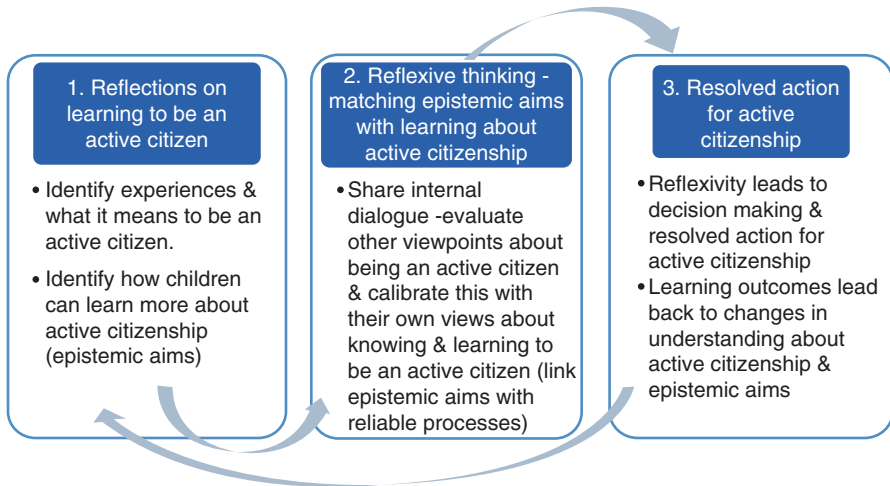 1. Reflections on
learning to be an
active citizen
• Identify experiences &
what it means to be an
active citizen.
• Identify how children
can learn more about
active citizenship
(epistemic aims)
2. Reflexive thinking -
matching epistemic aims
with learning about
active citizenship
• Share internal
dialogue -evaluate
other viewpoints about
being an active citizen
& calibrate this with
their own views about
knowing & learning to
be an active citizen (link
epistemic aims with
reliable processes)
3. Resolved action
for active
citizenship
• Reflexivity leads to
decision making &
resolved action for
active citizenship
• Learning outcomes lead
back to changes in
understanding about
active citizenship &
epistemic aims